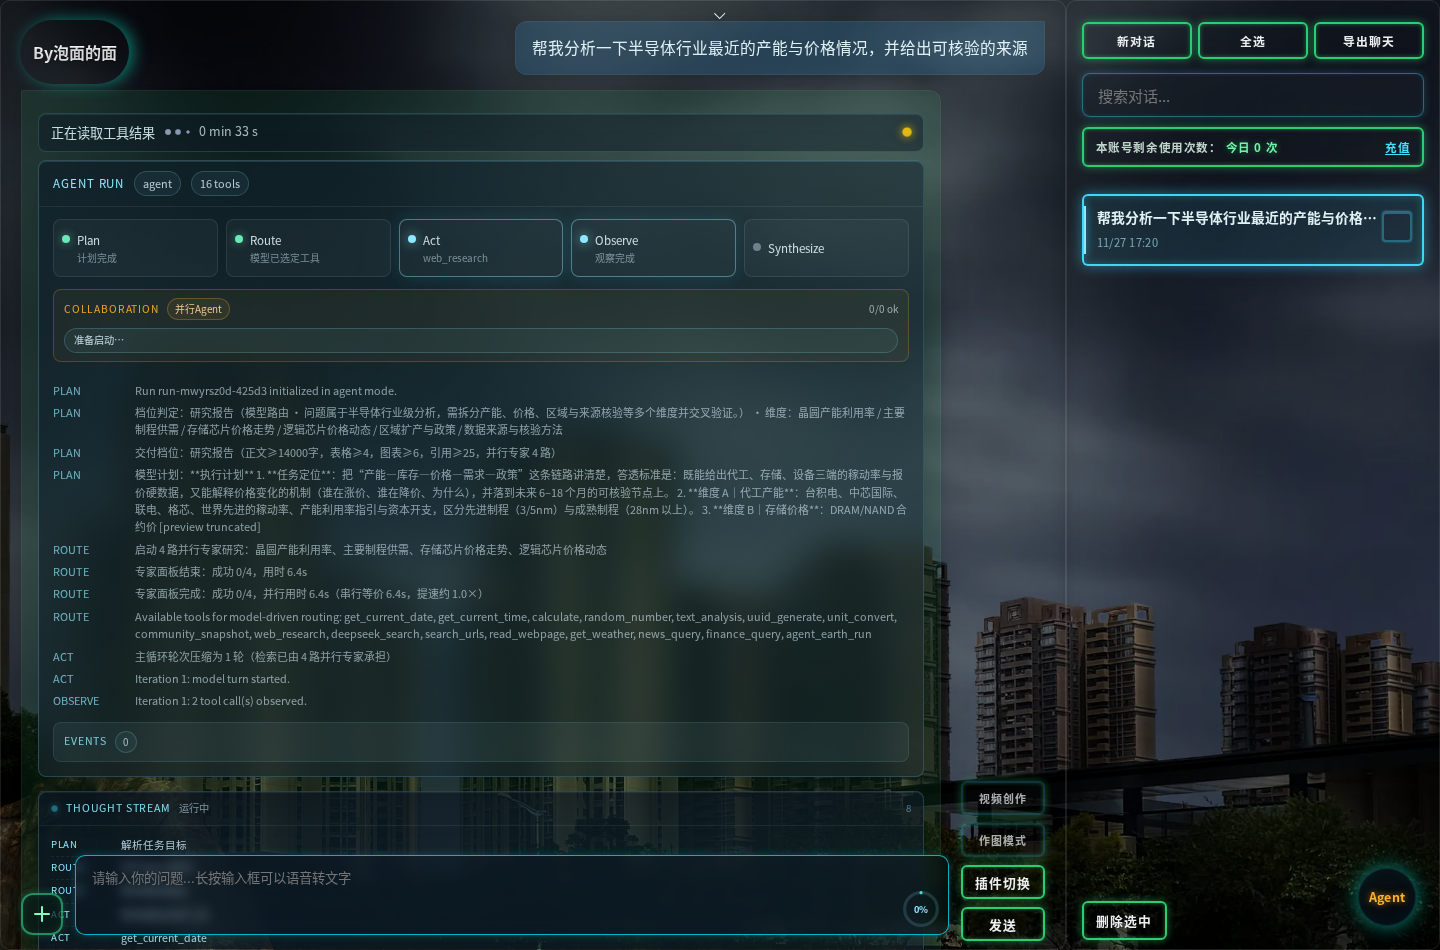 By泡面的面
帮我分析一下半导体行业最近的产能与价格情况，并给出可核验的来源
正在读取工具结果 0 min 33 s
AGENT RUN agent 16 tools
Plan
计划完成
Route
模型已选定工具
Act
web_research
Observe
观察完成
Synthesize
COLLABORATION 并行Agent 0/0 ok
准备启动…
PLAN Run run-mwyrsz0d-425d3 initialized in agent mode.
PLAN 档位判定：研究报告（模型路由 · 问题属于半导体行业级分析，需拆分产能、价格、区域与来源核验等多个维度并交叉验证。） · 维度：晶圆产能利用率 / 主要
制程供需 / 存储芯片价格走势 / 逻辑芯片价格动态 / 区域扩产与政策 / 数据来源与核验方法
PLAN 交付档位：研究报告（正文≥14000字，表格≥4，图表≥6，引用≥25，并行专家 4 路）
PLAN 模型计划：**执行计划** 1. **任务定位**：把“产能—库存—价格—需求—政策”这条链路讲清楚，答透标准是：既能给出代工、存储、设备三端的稼动率与报
价硬数据，又能解释价格变化的机制（谁在涨价、谁在降价、为什么），并落到未来 6–18 个月的可核验节点上。 2. **维度 A｜代工产能**：台积电、中芯国际、
联电、格芯、世界先进的稼动率、产能利用率指引与资本开支，区分先进制程（3/5nm）与成熟制程（28nm 以上）。 3. **维度 B｜存储价格**：DRAM/NAND 合
约价 [preview truncated]
ROUTE 启动 4 路并行专家研究：晶圆产能利用率、主要制程供需、存储芯片价格走势、逻辑芯片价格动态
ROUTE 专家面板结束：成功 0/4，用时 6.4s
ROUTE 专家面板完成：成功 0/4，并行用时 6.4s（串行等价 6.4s，提速约 1.0×）
ROUTE Available tools for model-driven routing: get_current_date, get_current_time, calculate, random_number, text_analysis, uuid_generate, unit_convert,
community_snapshot, web_research, deepseek_search, search_urls, read_webpage, get_weather, news_query, finance_query, agent_earth_run
ACT 主循环轮次压缩为 1 轮（检索已由 4 路并行专家承担）
ACT Iteration 1: model turn started.
OBSERVE Iteration 1: 2 tool call(s) observed.
EVENTS 0
THOUGHT STREAM 运行中 8
PLAN 解析任务目标
ROUT
ROUT
ACT
ACT get_current_date
请输入你的问题...长按输入框可以语音转文字
0%
视频创作
作图模式
插件切换
发送
新对话 全选 导出聊天
搜索对话...
本账号剩余使用次数： 今日 0 次 充值
帮我分析一下半导体行业最近的产能与价格…
11/27 17:20
删除选中
Agent